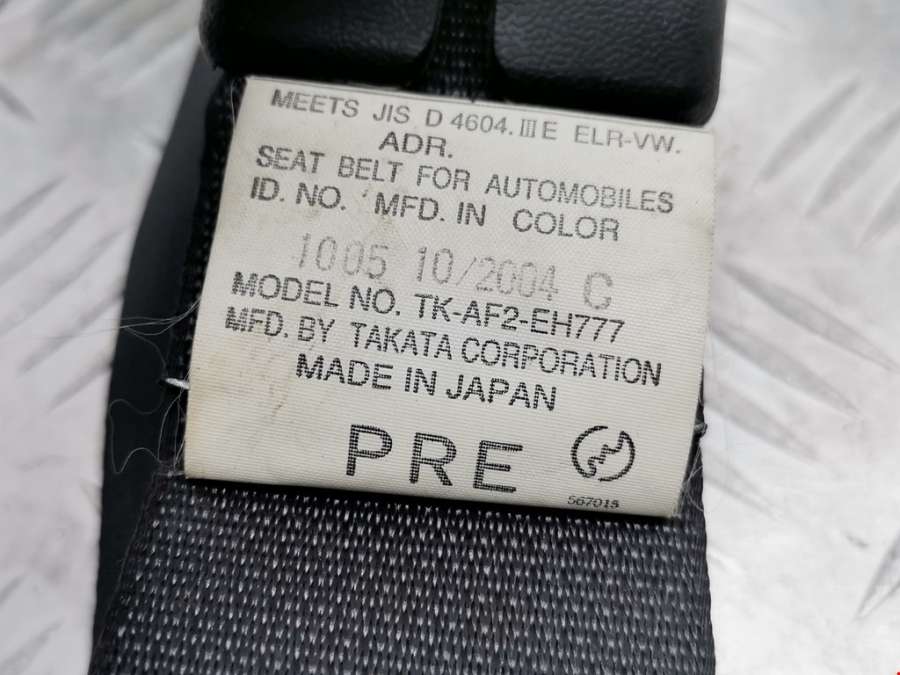 MEETS JIS D 4604. III E ELR-VW.
ADR.
SEAT BELT FOR AUTOMOBILES
ID. NO. MFD. IN COLOR
1005 10/2004 C
MODEL NO. TK-AF2-EH777
MFD. BY TAKATA CORPORATION
MADE IN JAPAN
PRE
567015